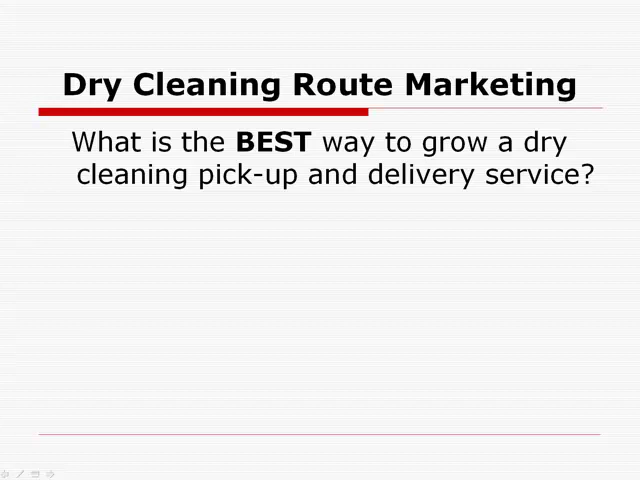 Dry Cleaning Route Marketing
What is the BEST way to grow a dry
cleaning pick-up and delivery service?